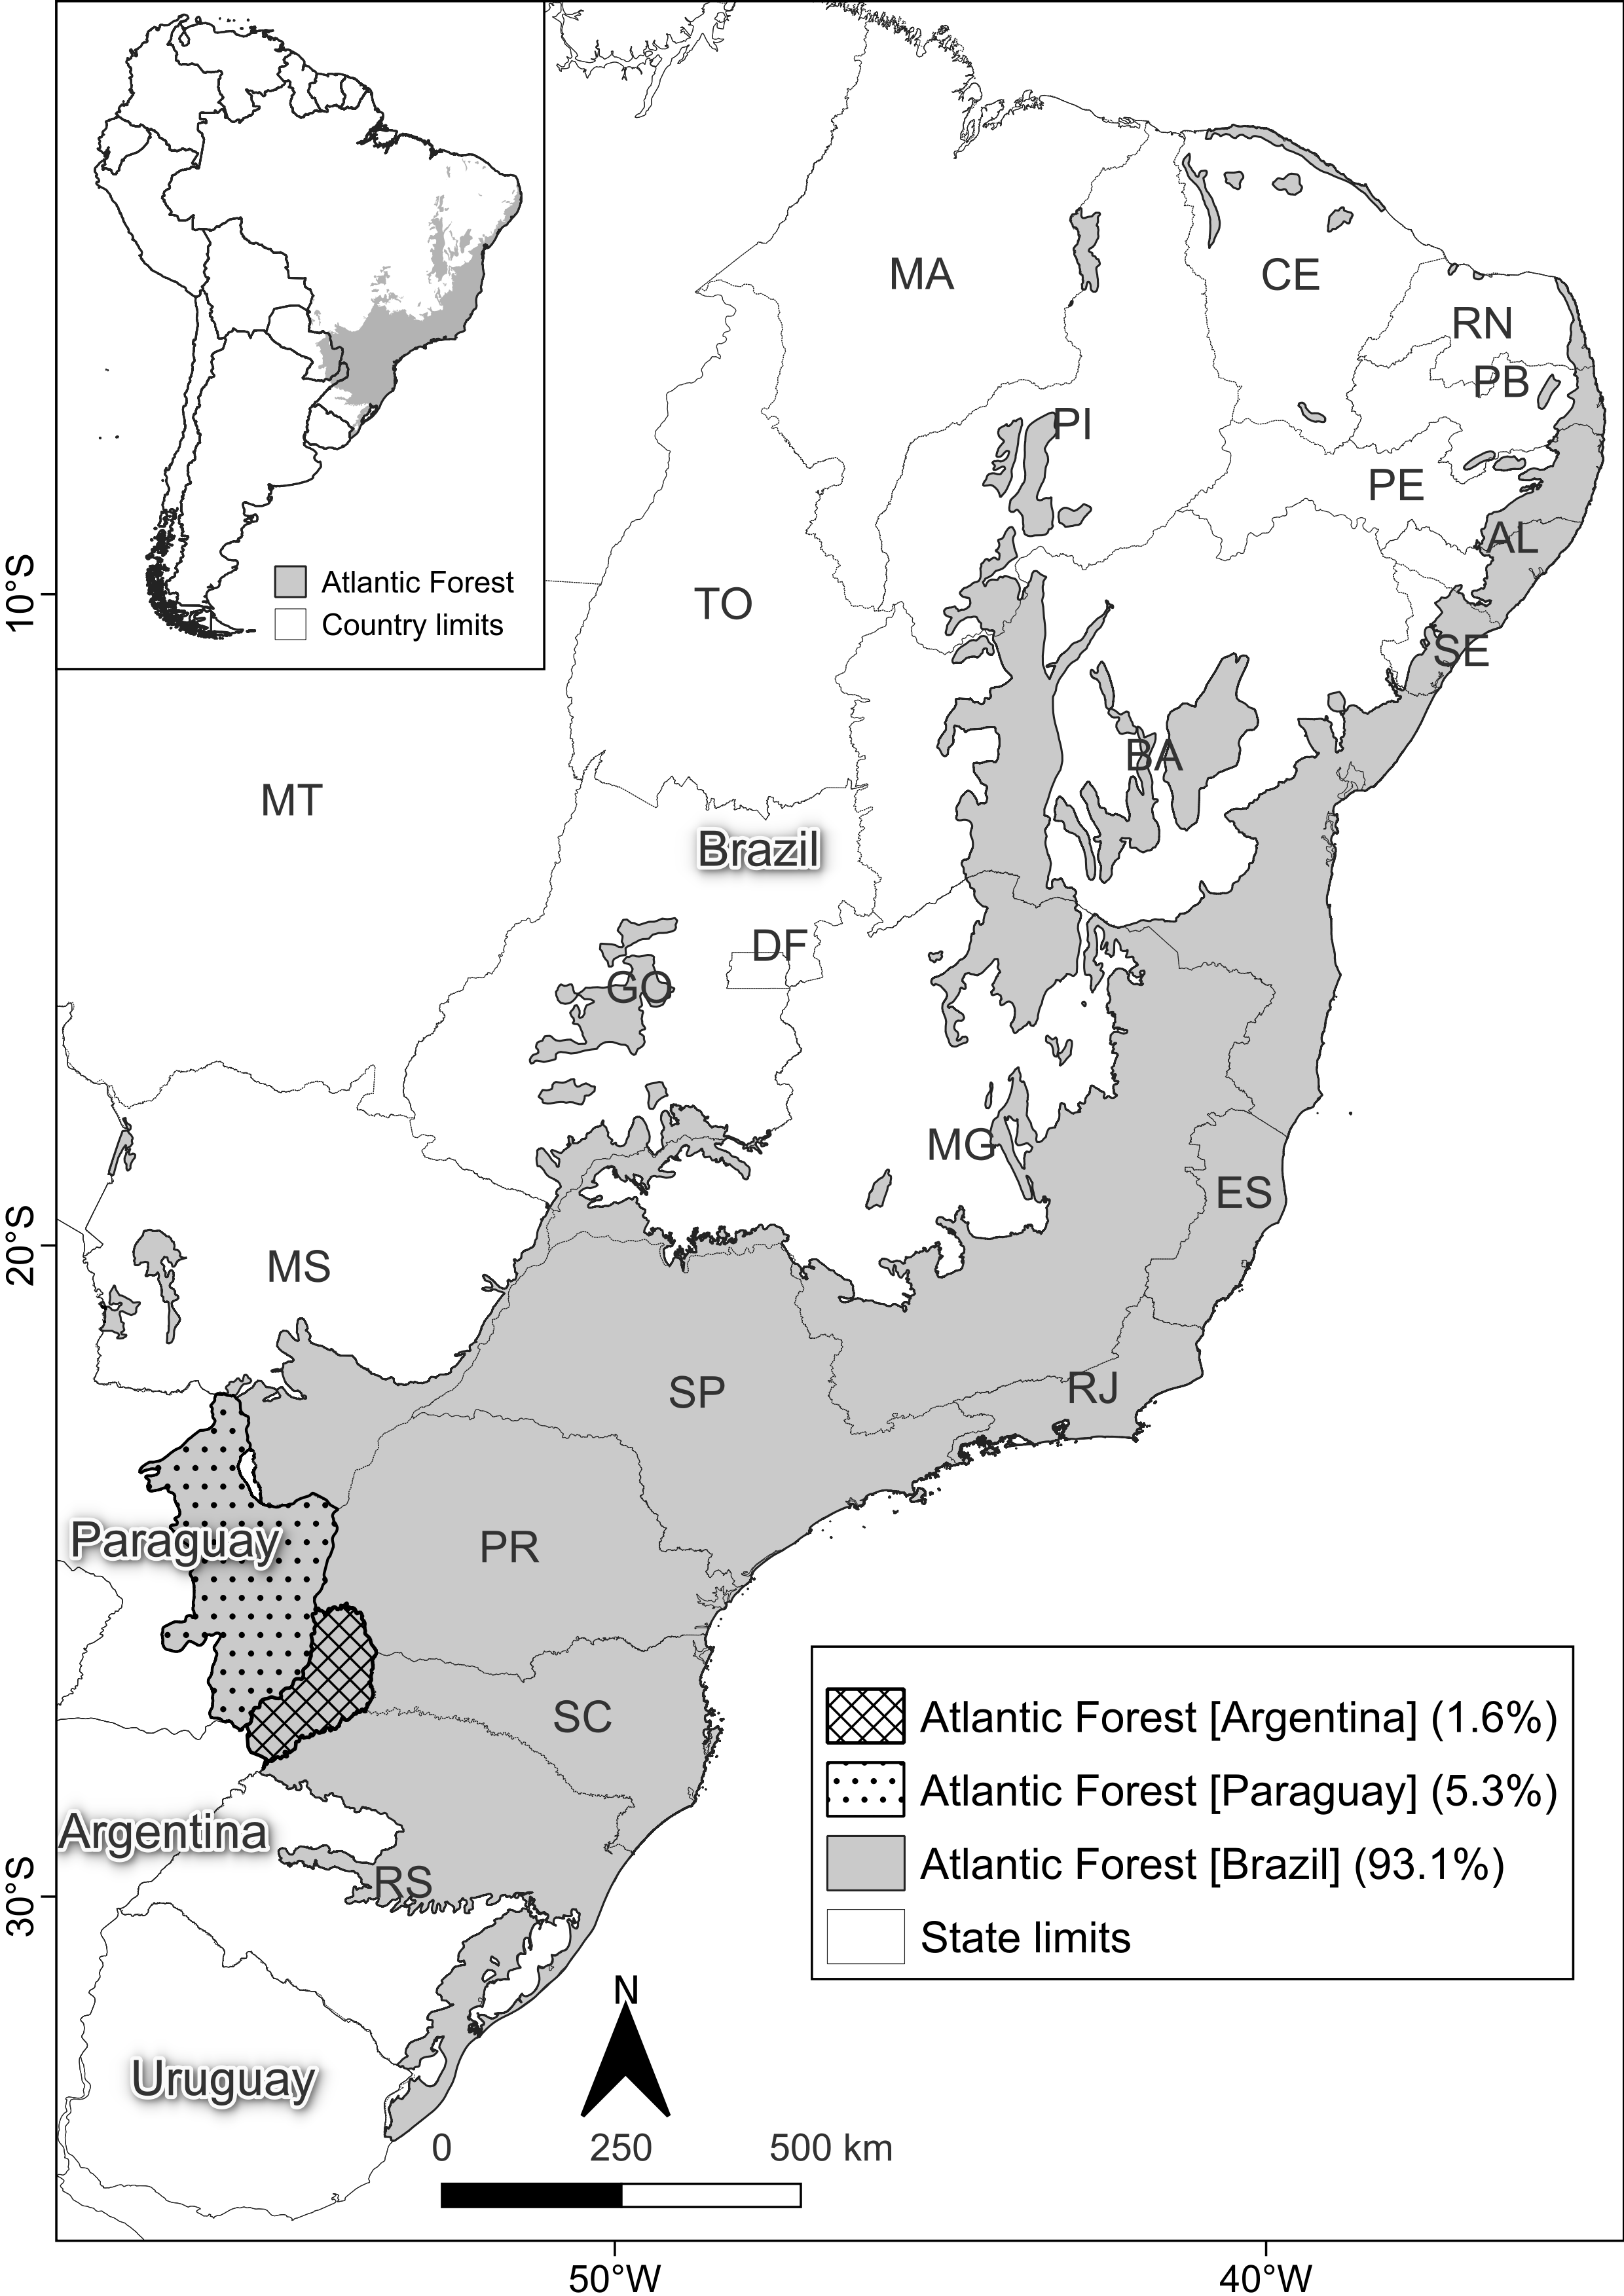 Atlantic Forest
Country limits
MA
CE
RN
PB
PI
PE
AL
TO
SE
BA
MT
Brazil
DF
GO
MG
ES
MS
SP
RJ
Paraguay
PR
SC
Argentina
RS
Uruguay
Atlantic Forest [Argentina] (1.6%)
Atlantic Forest [Paraguay] (5.3%)
Atlantic Forest [Brazil] (93.1%)
State limits
N
0 250 500 km
10°S
20°S
30°S
50°W 40°W